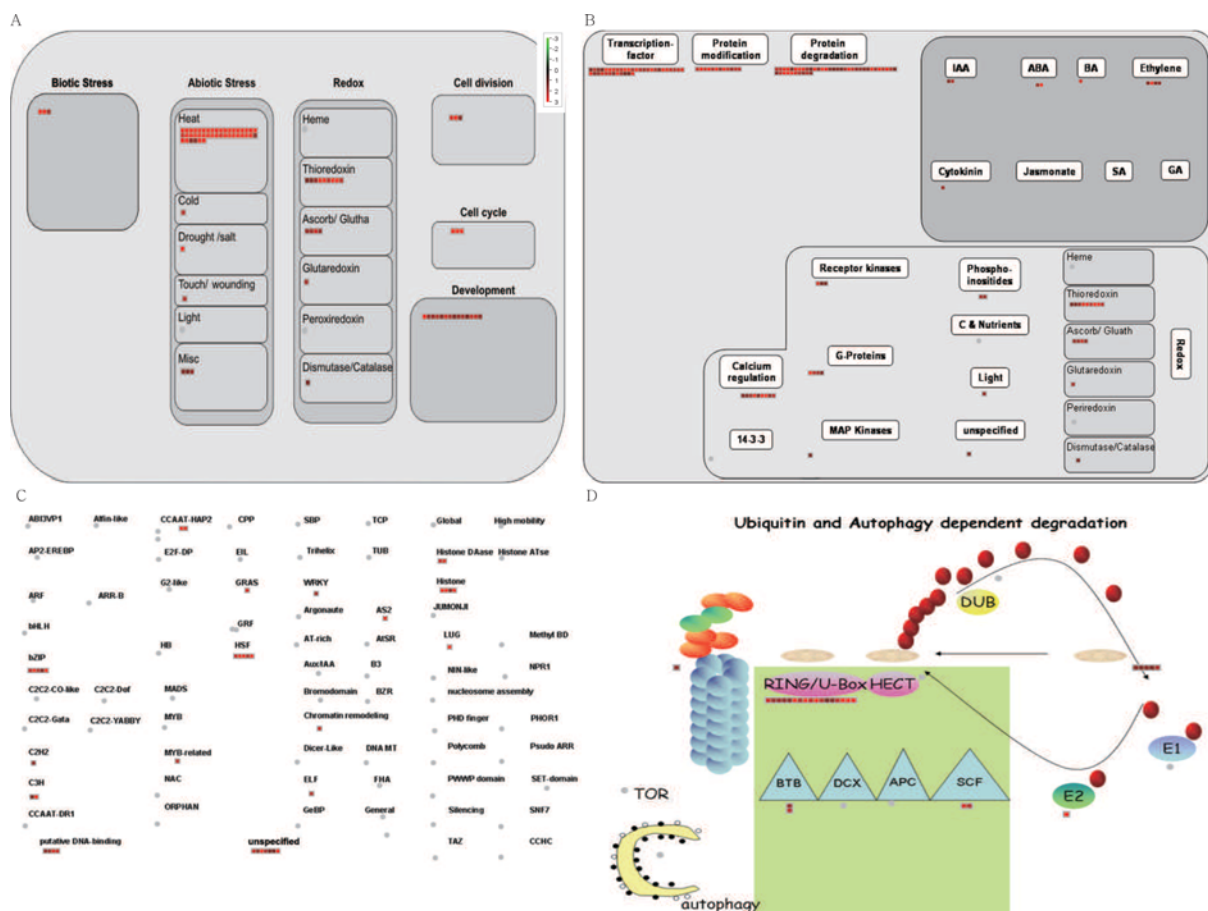 A
-3
-2
-1
0
1
2
3
Biotic Stress
Abiotic Stress
Redox
Cell division
Heat
Cold
Drought /salt
Touch/ wounding
Light
Misc
Heme
Thioredoxin
Ascorb/ Glutha
Glutaredoxin
Peroxiredoxin
Dismutase/Catalase
Cell cycle
Development
B
Transcription-
factor
Protein
modification
Protein
degradation
IAA
ABA
BA
Ethylene
Cytokinin
Jasmonate
SA
GA
Receptor kinases
Phospho-
inositides
C & Nutrients
G-Proteins
Calcium
regulation
Light
14-3-3
MAP Kinases
unspecified
Heme
Thioredoxin
Ascorb/ Gluath
Glutaredoxin
Periredoxin
Dismutase/Catalase
Redox
C
ABI3VP1 Alfin-like CCAAT-HAP2 CPP SBP TCP Global High mobility
AP2-EREBP E2F-DP EIL Trihelix TUB Histone DAase Histone ATse
ARF ARR-B G2-like GRAS WRKY Histone
bHLH GRF Argonaute AS2 JUMONJI
bZIP HB HSF AT-rich AtSR LUG Methyl BD
Aux/IAA B3 NIN-like NPR1
C2C2-CO-like C2C2-Dof MADS Bromodomain BZR nucleosome assembly
C2C2-Gata C2C2-YABBY MYB Chromatin remodeling PHD finger PHOR1
C2H2 MYB-related Dicer-Like DNA MT Polycomb Psudo ARR
C3H NAC ELF FHA PWWP domain SET-domain
CCAAT-DR1 ORPHAN GeBP General Silencing SNF7
putative DNA-binding unspecified TAZ CCHC
D
Ubiquitin and Autophagy dependent degradation
DUB
RING/U-Box HECT
E1
BTB DCX APC SCF
E2
TOR
autophagy